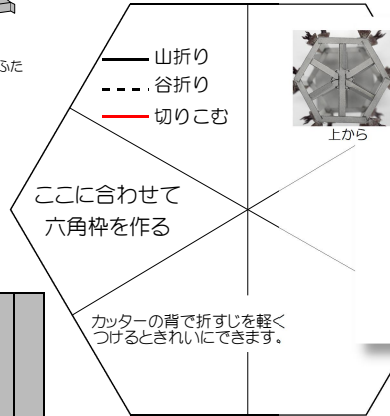 ふた
山折り
谷折り
切りこむ
上から
ここに合わせて
六角枠を作る
カッターの背で折すじを軽く
つけるときれいにできます。